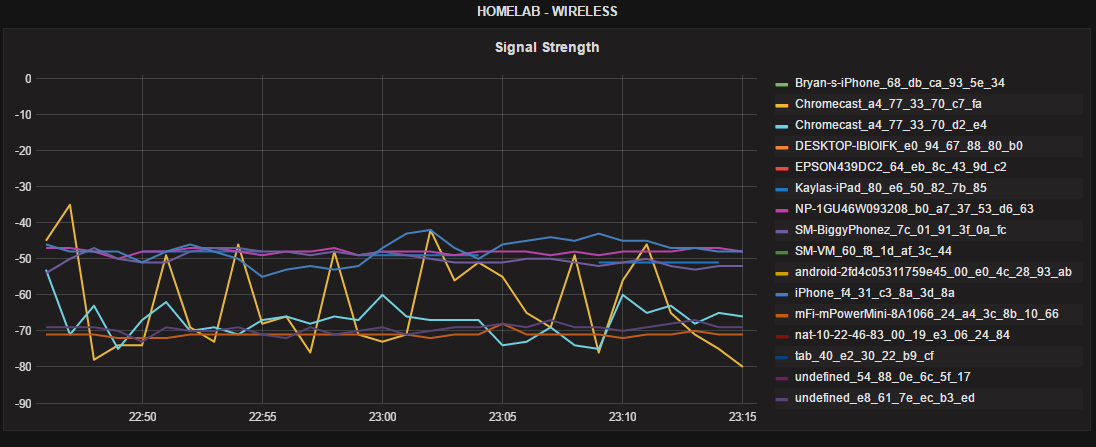 HOMELAB - WIRELESS
Signal Strength
0
-10
-20
-30
-40
-50
-60
-70
-80
-90
22:50 22:55 23:00 23:05 23:10 23:15
Bryan-s-iPhone_68_db_ca_93_5e_34
Chromecast_a4_77_33_70_c7_fa
Chromecast_a4_77_33_70_d2_e4
DESKTOP-IBIOIFK_e0_94_67_88_80_b0
EPSON439DC2_64_eb_8c_43_9d_c2
Kaylas-iPad_80_e6_50_82_7b_85
NP-1GU46W093208_b0_a7_37_53_d6_63
SM-BiggyPhonez_7c_01_91_3f_0a_fc
SM-VM_60_f8_1d_af_3c_44
android-2fd4c05311759e45_00_e0_4c_28_93_ab
iPhone_f4_31_c3_8a_3d_8a
mFi-mPowerMini-8A1066_24_a4_3c_8b_10_66
nat-10-22-46-83_00_19_e3_06_24_84
tab_40_e2_30_22_b9_cf
undefined_54_88_0e_6c_5f_17
undefined_e8_61_7e_ec_b3_ed